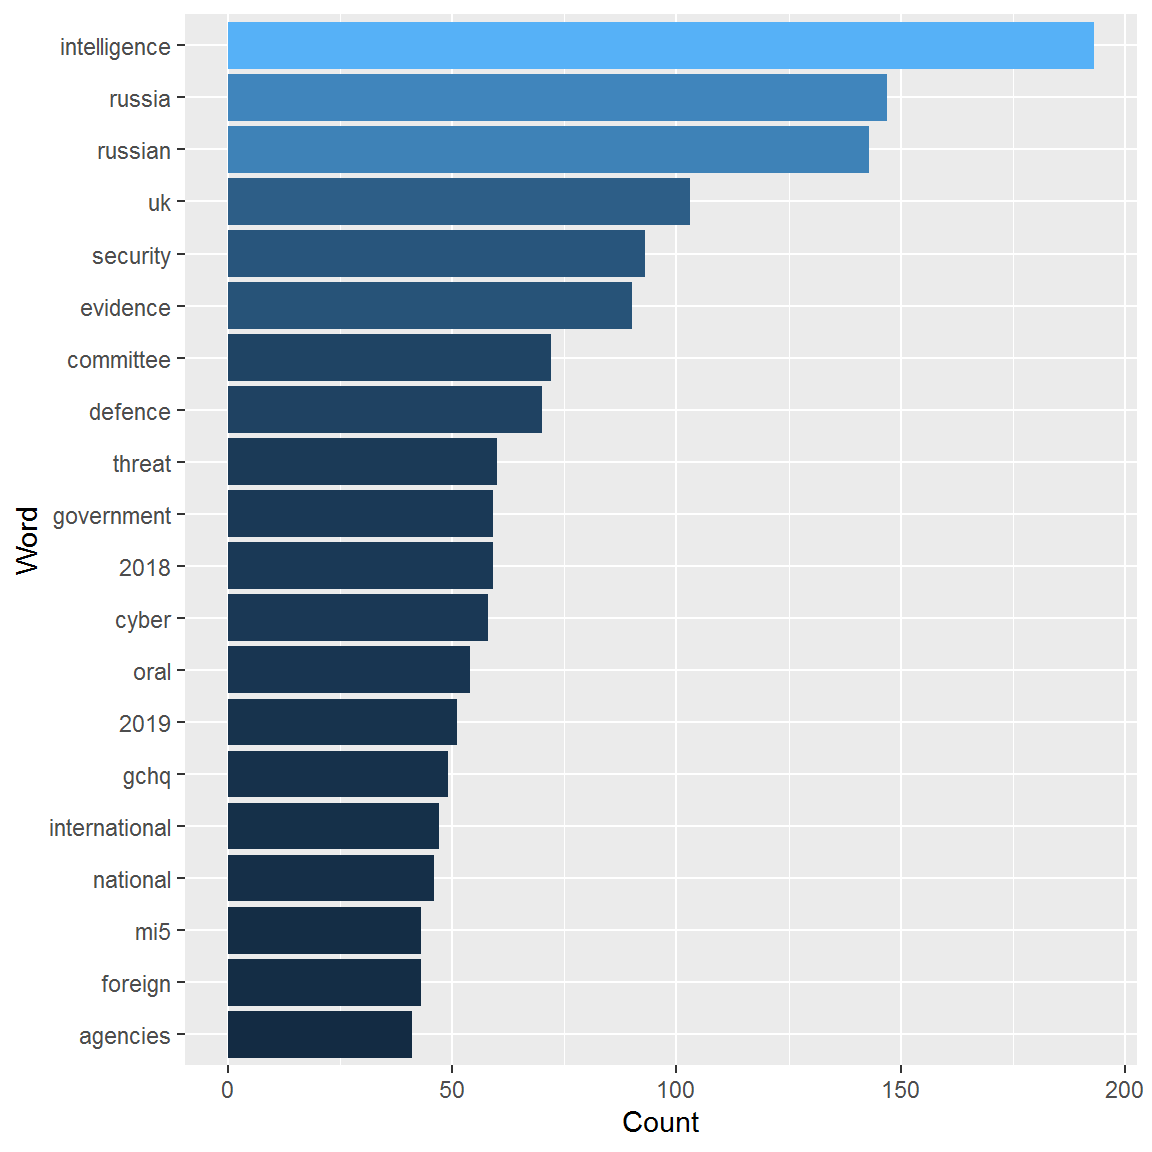 intelligence
russia
russian
uk
security
evidence
committee
defence
threat
government
2018
cyber
oral
2019
gchq
international
national
mi5
foreign
agencies
Word
0 50 100 150 200
Count